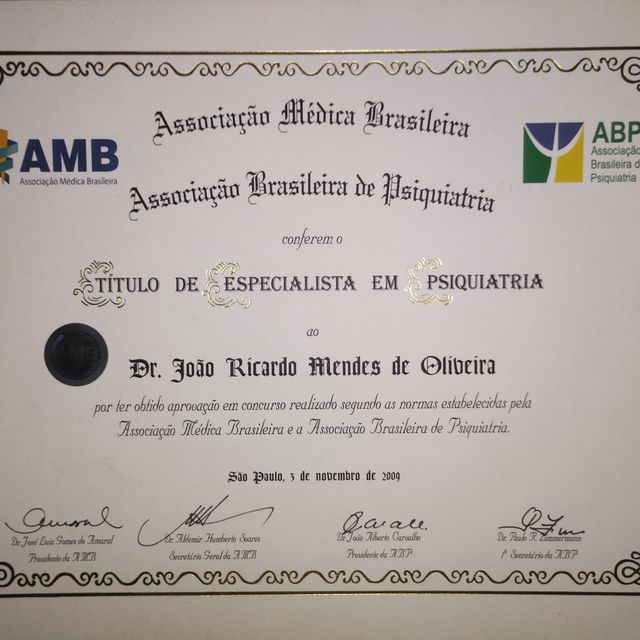 Associação Médica Brasileira
AMB
Associação Médica Brasileira
ABP
Associação
Brasileira d
Psiquiatria
Associação Brasileira de Psiquiatria
conferem o
TÍTULO DE ESPECIALISTA EM PSIQUIATRIA
ao
Dr. João Ricardo Mendes de Oliveira
por ter obtido aprovação em concurso realizado segundo as normas estabelecidas pela
Associação Médica Brasileira e a Associação Brasileira de Psiquiatria.
São Paulo, 3 de novembro de 2009
Dr. José Luiz Gomes do Amaral
Presidente da AMB
Dr. Aldemir Humberto Soares
Secretário Geral da AMB
Dr. João Alberto Carvalho
Presidente da ABP
Dr. Paulo R. Zimmermann
1º Secretário da ABP